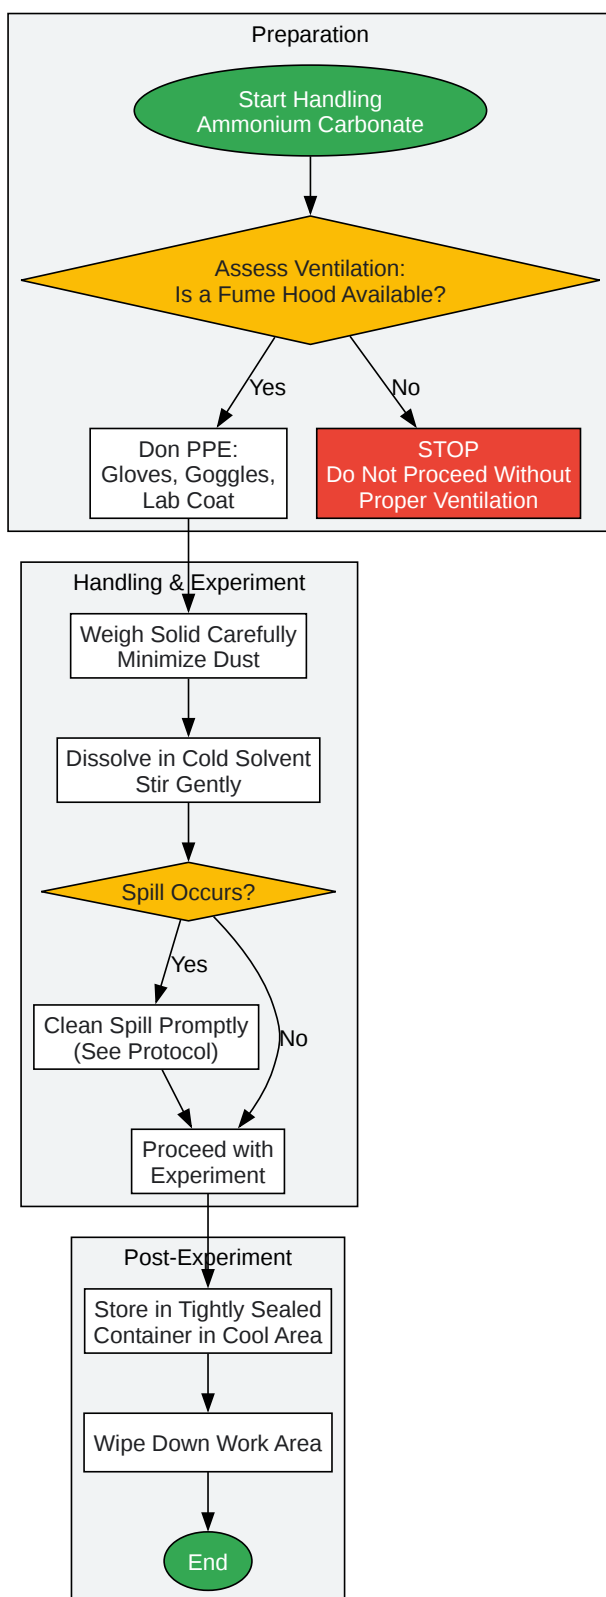 Preparation
Start Handling
Ammonium Carbonate
Assess Ventilation:
Is a Fume Hood Available?
Yes
No
Don PPE:
Gloves, Goggles,
Lab Coat
STOP
Do Not Proceed Without
Proper Ventilation
Handling & Experiment
Weigh Solid Carefully
Minimize Dust
Dissolve in Cold Solvent
Stir Gently
Spill Occurs?
Yes
Clean Spill Promptly
(See Protocol)
No
Proceed with
Experiment
Post-Experiment
Store in Tightly Sealed
Container in Cool Area
Wipe Down Work Area
End